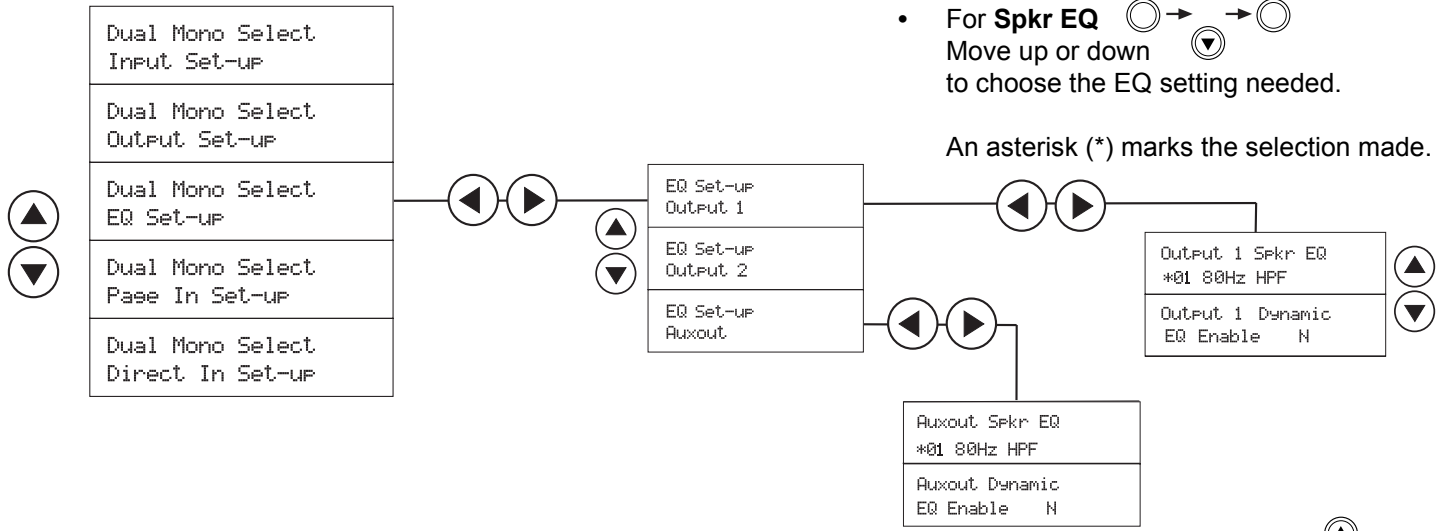 Dual Mono Select
Input Set-up
Dual Mono Select
Output Set-up
Dual Mono Select
EQ Set-up
Dual Mono Select
Page In Set-up
Dual Mono Select
Direct In Set-up
EQ Set-up
Output 1
EQ Set-up
Output 2
EQ Set-up
Auxout
• For Spkr EQ
Move up or down
to choose the EQ setting needed.
An asterisk (*) marks the selection made.
Output 1 Spkr EQ
*01 80Hz HPF
Output 1 Dynamic
EQ Enable N
Auxout Spkr EQ
*01 80Hz HPF
Auxout Dynamic
EQ Enable N